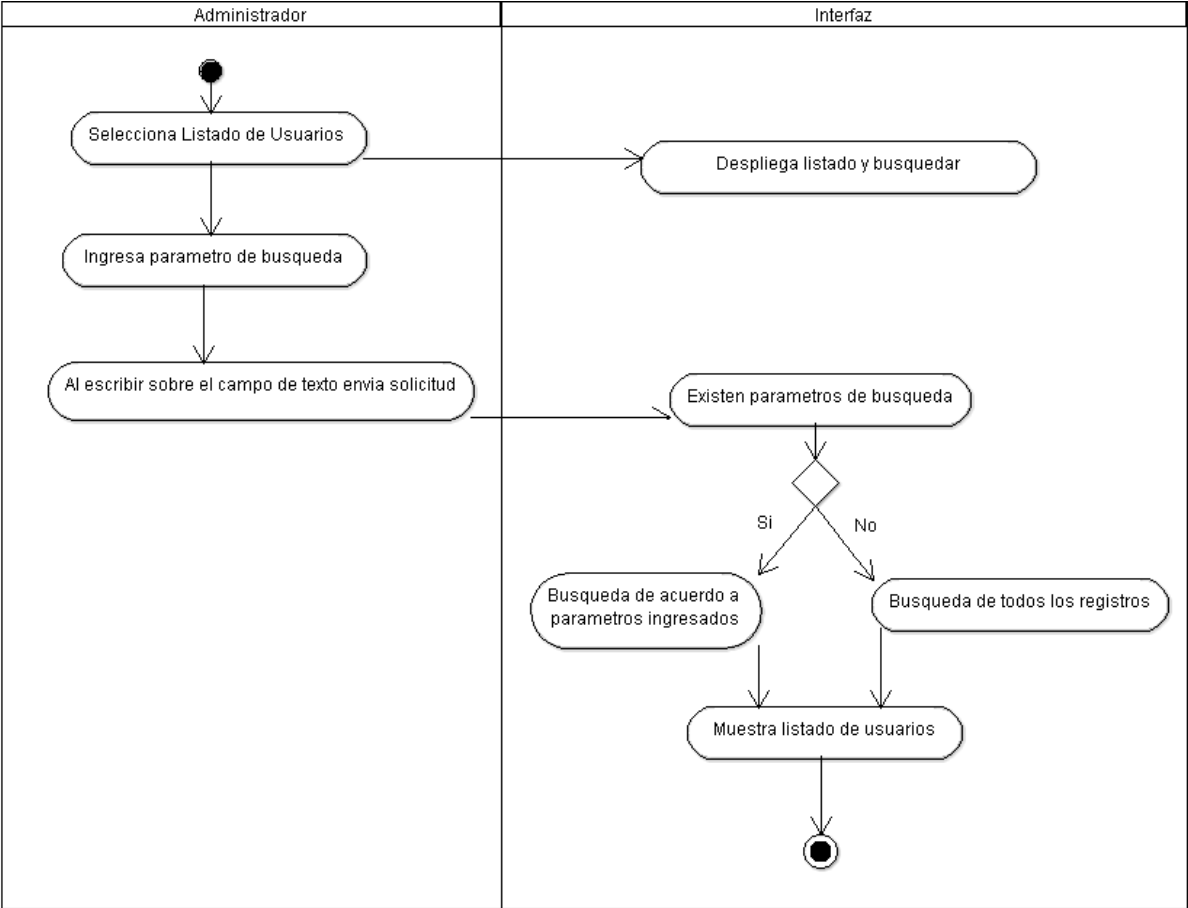 Administrador
Interfaz
Selecciona Listado de Usuarios
Despliega listado y busquedar
Ingresa parametro de busqueda
Al escribir sobre el campo de texto envia solicitud
Existen parametros de busqueda
Si
No
Busqueda de acuerdo a
parametros ingresados
Busqueda de todos los registros
Muestra listado de usuarios